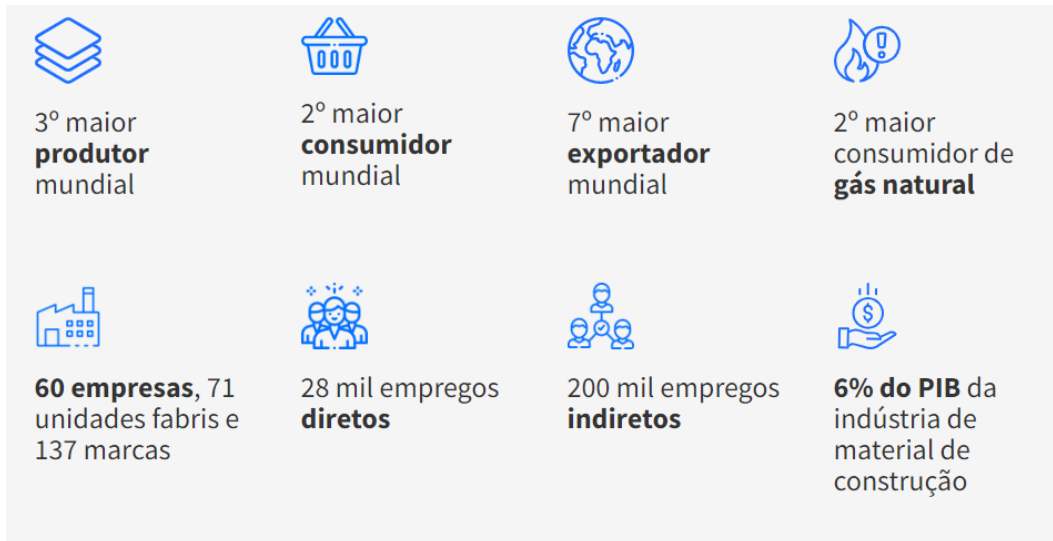 3º maior
produtor
mundial
2º maior
consumidor
mundial
7º maior
exportador
mundial
2º maior
consumidor de
gás natural
60 empresas, 71
unidades fabris e
137 marcas
28 mil empregos
diretos
200 mil empregos
indiretos
6% do PIB da
indústria de
material de
construção